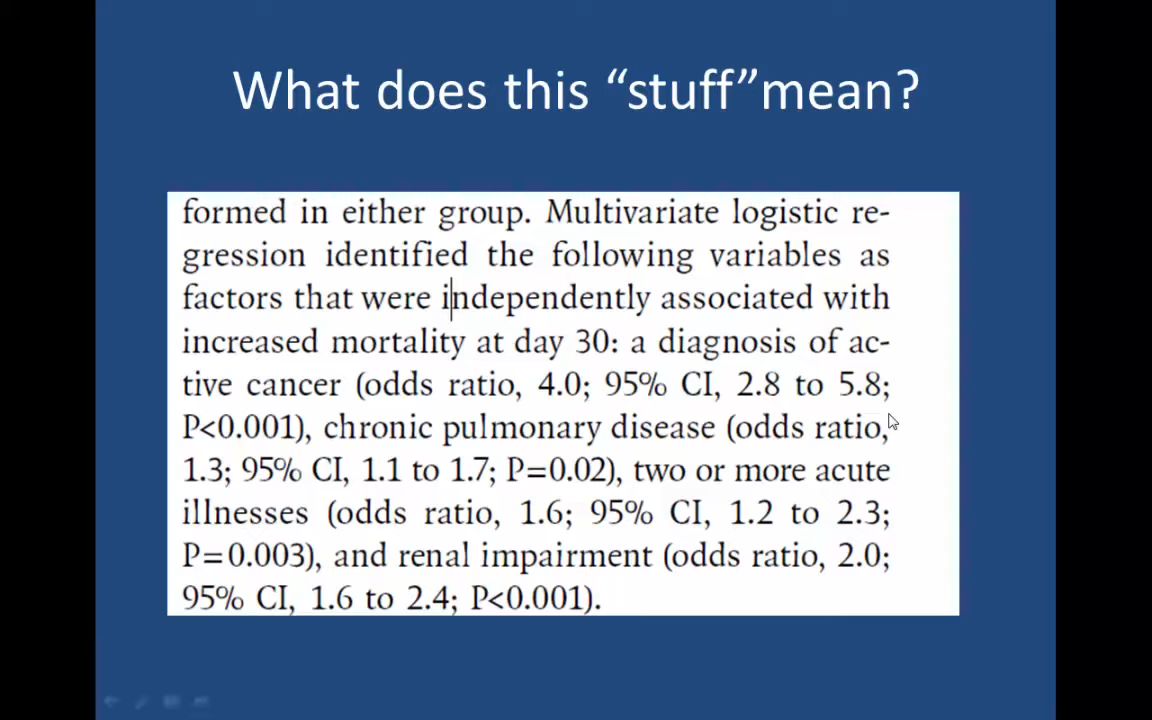 What does this “stuff”mean?
formed in either group. Multivariate logistic re-
gression identified the following variables as
factors that were independently associated with
increased mortality at day 30: a diagnosis of ac-
tive cancer (odds ratio, 4.0; 95% CI, 2.8 to 5.8;
P<0.001), chronic pulmonary disease (odds ratio,
1.3; 95% CI, 1.1 to 1.7; P=0.02), two or more acute
illnesses (odds ratio, 1.6; 95% CI, 1.2 to 2.3;
P=0.003), and renal impairment (odds ratio, 2.0;
95% CI, 1.6 to 2.4; P<0.001).